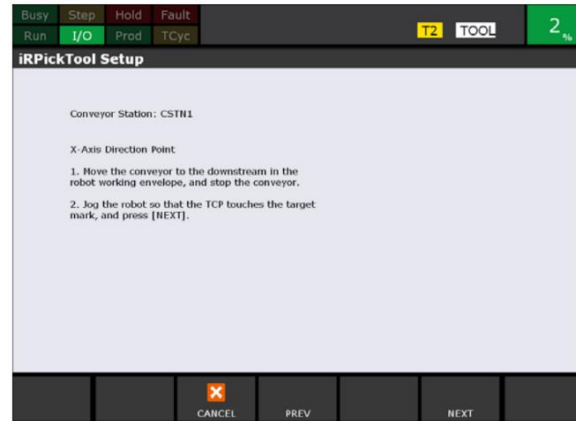 Busy Step Hold Fault
Run I/O Prod TCyc
T2 TOOL 2 %
iRPickTool Setup
Conveyor Station: CSTN1
X-Axis Direction Point
1. Move the conveyor to the downstream in the
robot working envelope, and stop the conveyor.
2. Jog the robot so that the TCP touches the target
mark, and press [NEXT].
CANCEL PREV NEXT